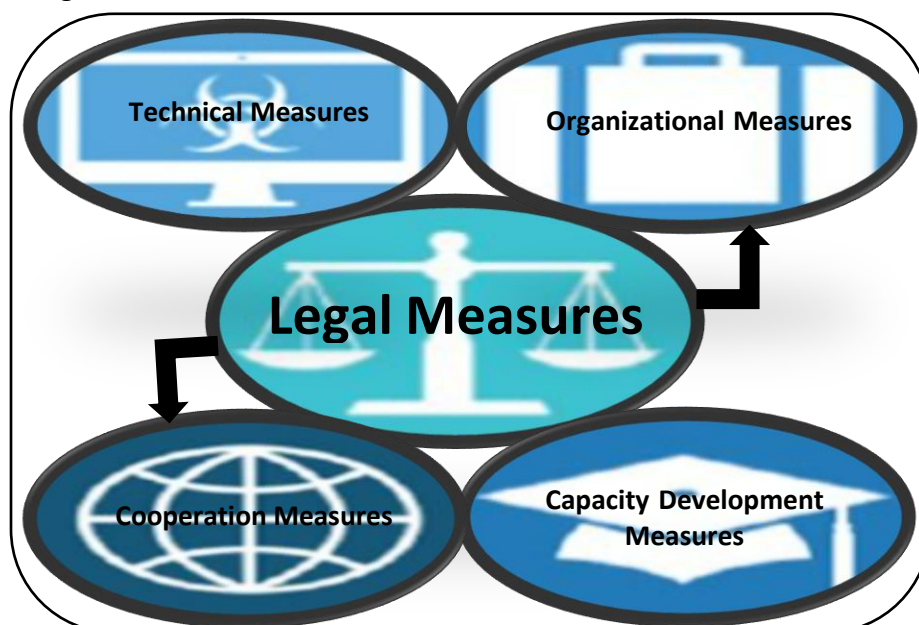 Technical Measures
Organizational Measures
Legal Measures
Cooperation Measures
Capacity Development
Measures